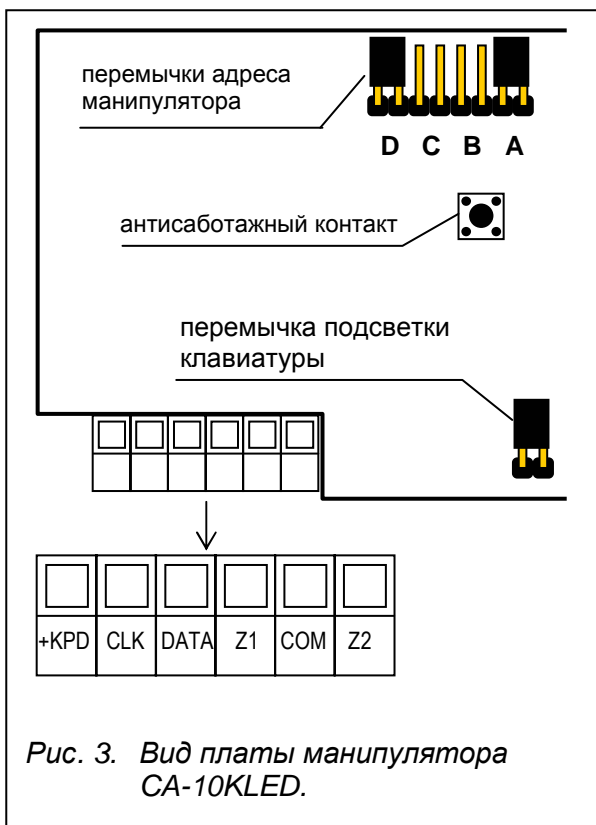 перемычки адреса
манипулятора
D C B A
антисаботажный контакт
перемычка подсветки
клавиатуры
+KPD CLK DATA Z1 COM Z2
Рис. 3. Вид платы манипулятора
CA-10KLED.